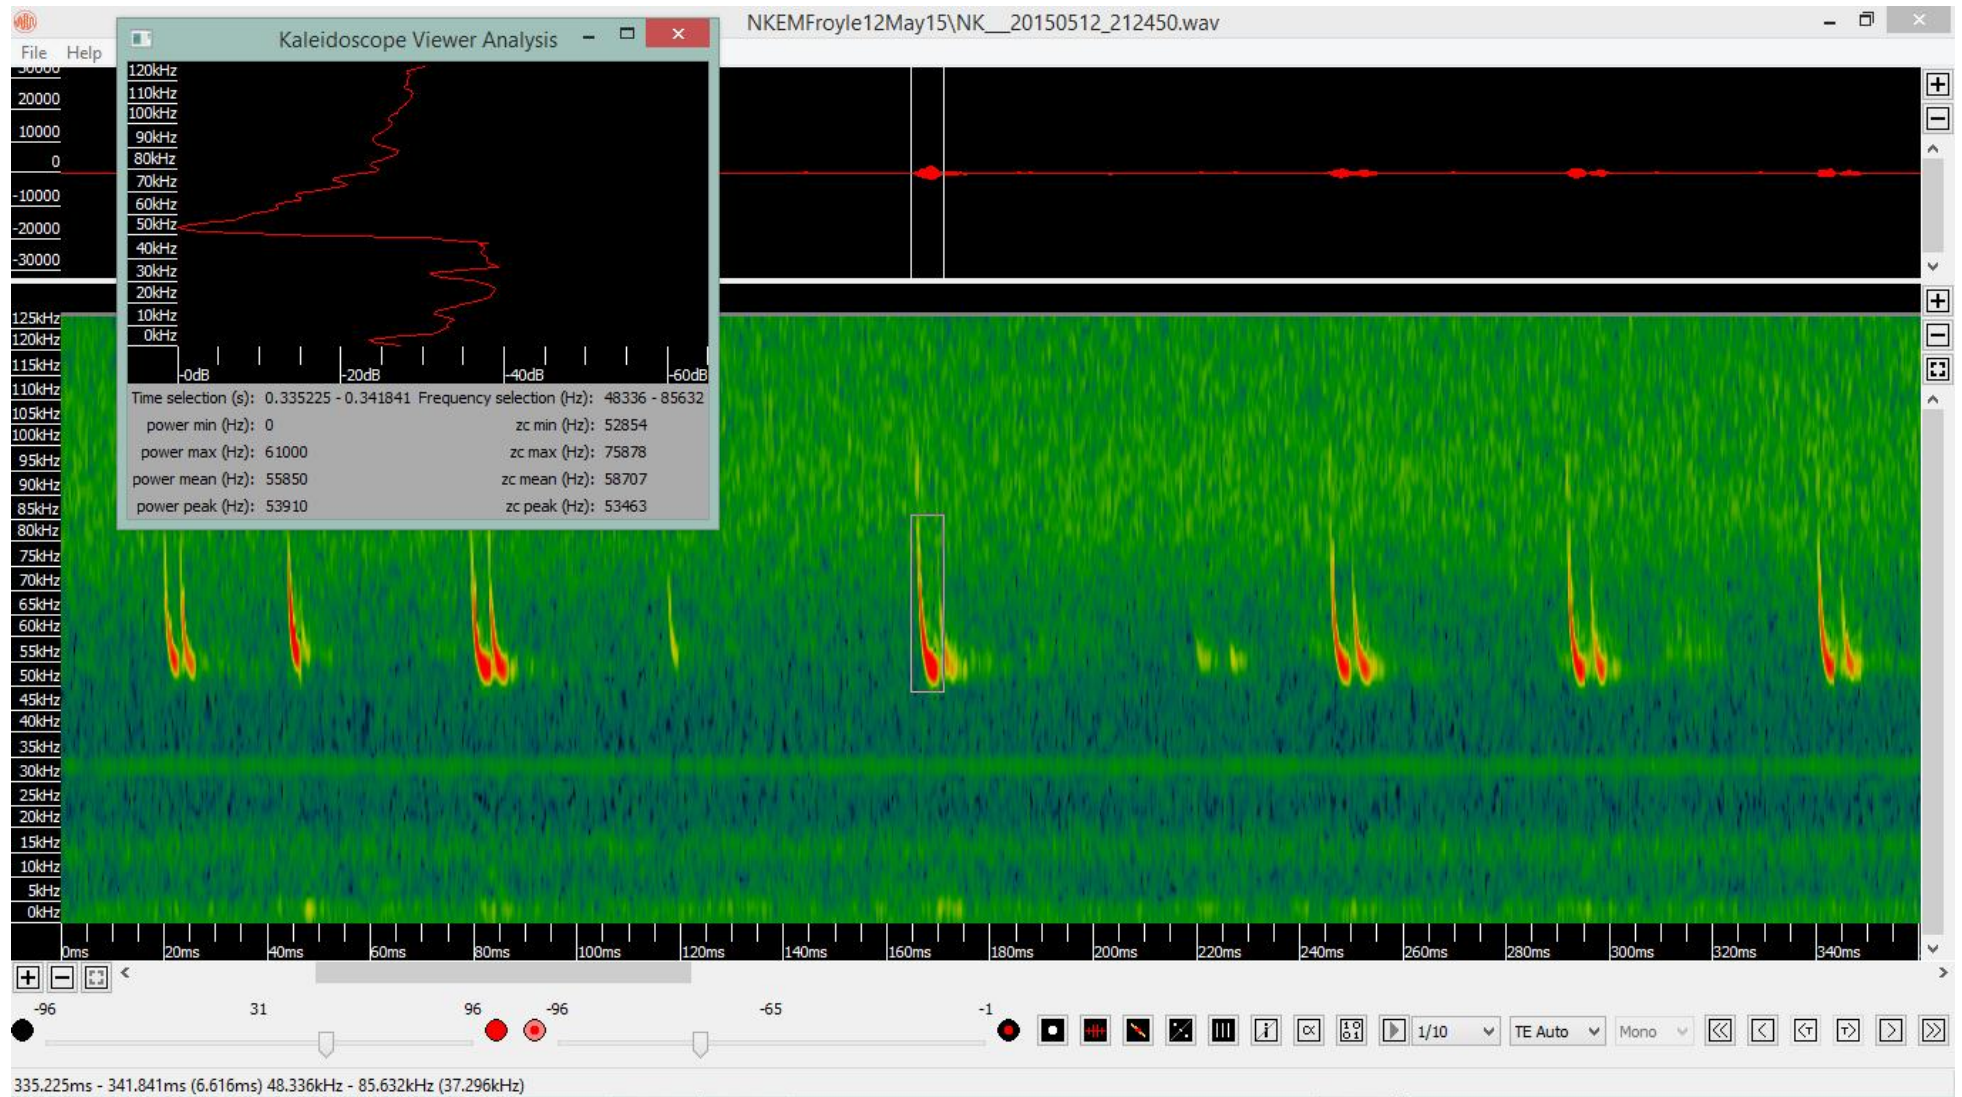 NKEMFroyle12May15\NK__20150512_212450.wav
File Help
Kaleidoscope Viewer Analysis
120kHz
110kHz
100kHz
90kHz
80kHz
70kHz
60kHz
50kHz
40kHz
30kHz
20kHz
10kHz
0kHz
-0dB -20dB -40dB -60dB
Time selection (s): 0.335225 - 0.341841 Frequency selection (Hz): 48336 - 85632
power min (Hz): 0 zc min (Hz): 52854
power max (Hz): 61000 zc max (Hz): 75878
power mean (Hz): 55850 zc mean (Hz): 58707
power peak (Hz): 53910 zc peak (Hz): 53463
30000
20000
10000
0
-10000
-20000
-30000
125kHz
120kHz
115kHz
110kHz
105kHz
100kHz
95kHz
90kHz
85kHz
80kHz
75kHz
70kHz
65kHz
60kHz
55kHz
50kHz
45kHz
40kHz
35kHz
30kHz
25kHz
20kHz
15kHz
10kHz
5kHz
0kHz
0ms 20ms 40ms 60ms 80ms 100ms 120ms 140ms 160ms 180ms 200ms 220ms 240ms 260ms 280ms 300ms 320ms 340ms
-96 31 96 -96 -65 -1
1/10 TE Auto Mono
335.225ms - 341.841ms (6.616ms) 48.336kHz - 85.632kHz (37.296kHz)